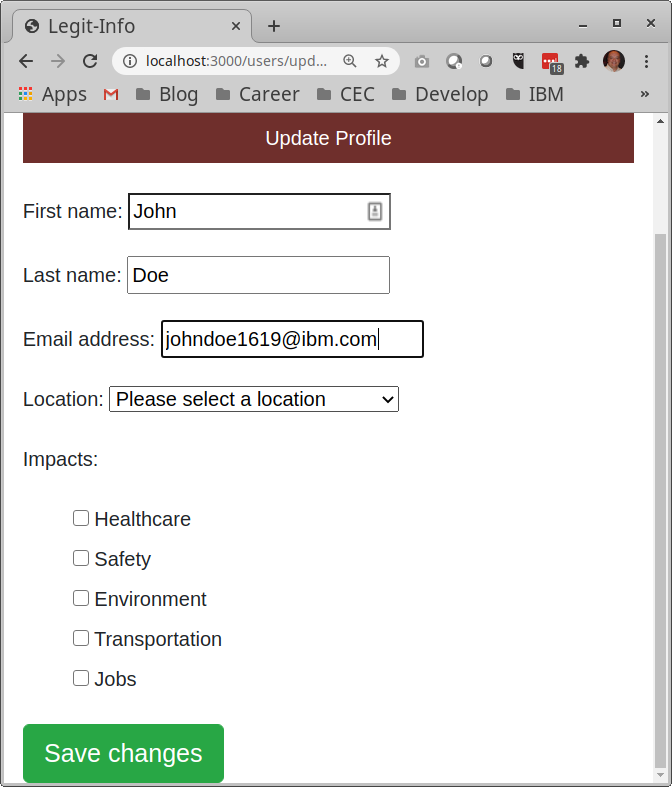 Legit-Info
localhost:3000/users/upd...
18
Apps Blog Career CEC Develop IBM »
Update Profile
First name: John
Last name: Doe
Email address: johndoe1619@ibm.com
Location: Please select a location
Impacts:
Healthcare
Safety
Environment
Transportation
Jobs
Save changes